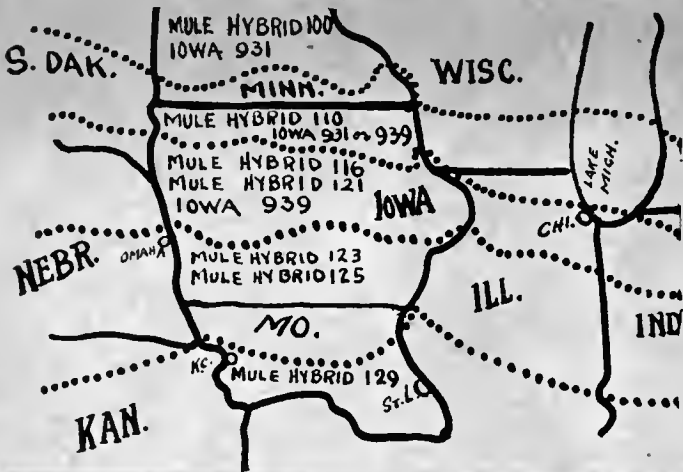 MULE HYBRID 100
IOWA 931
S. DAK.
WISC.
MINN.
MULE HYBRID 110
IOWA 931 or 939
MULE HYBRID 116
MULE HYBRID 121
IOWA 939
IOWA
LAKE MICH.
CHI.
NEBR.
OMAHA
MULE HYBRID 123
MULE HYBRID 125
ILL.
MO.
IND
K.C.
MULE HYBRID 129
ST. L.
KAN.